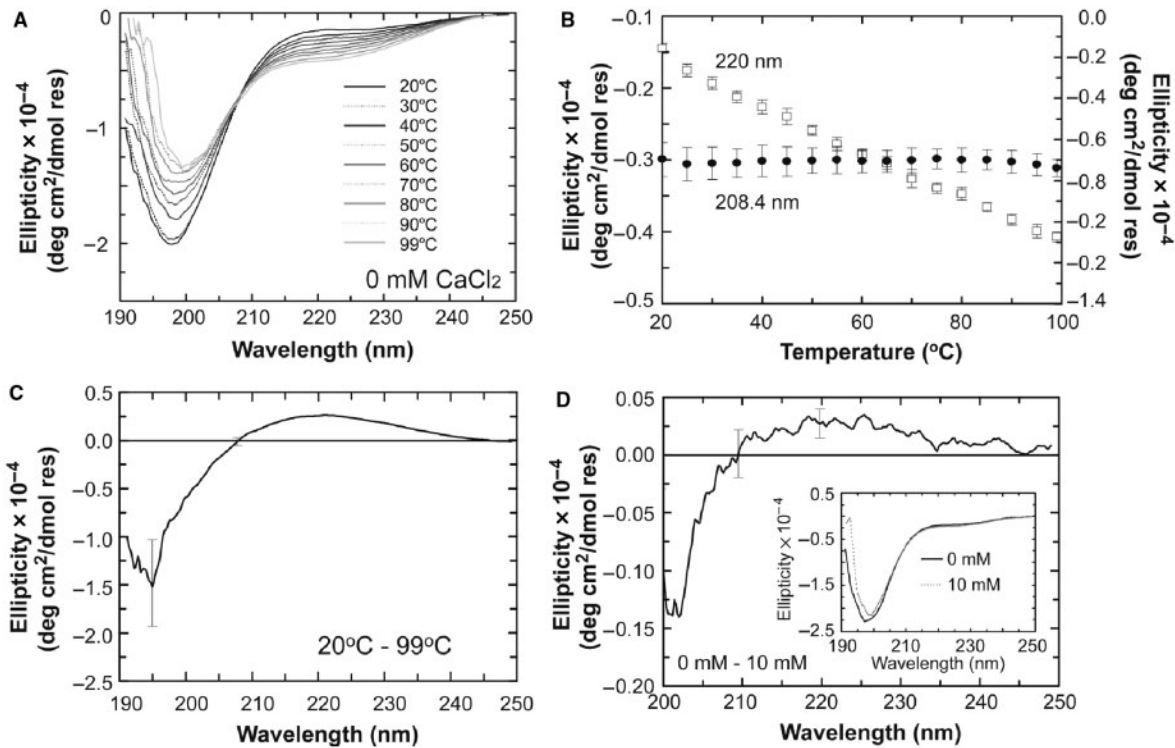 A
Ellipticity × 10⁻⁴
(deg cm²/dmol res)
0
−1
−2
20ºC
30ºC
40ºC
50ºC
60ºC
70ºC
80ºC
90ºC
99ºC
0 mM CaCl₂
190 200 210 220 230 240 250
Wavelength (nm)
B
Ellipticity × 10⁻⁴
(deg cm²/dmol res)
−0.1
−0.2
−0.3
−0.4
−0.5
220 nm
208.4 nm
0.0
−0.2
−0.4
−0.6
−0.8
−0.2
−0.2
−1.4
Ellipticity × 10⁻⁴
(deg cm²/dmol res)
20 40 60 80 100
Temperature (ºC)
C
Ellipticity × 10⁻⁴
(deg cm²/dmol res)
0.5
0.0
−0.5
−1.0
−1.5
−2.0
−2.5
20ºC - 99ºC
190 200 210 220 230 240 250
Wavelength (nm)
D
Ellipticity × 10⁻⁴
(deg cm²/dmol res)
0.05
0.00
−0.05
−0.10
−0.15
−0.20
0 mM - 10 mM
Ellipticity × 10⁻⁴
0.5
−0.5
−1.5
−2.5
0 mM
10 mM
190 197 210 230 250
Wavelength (nm)
200 210 220 230 240 250
Wavelength (nm)